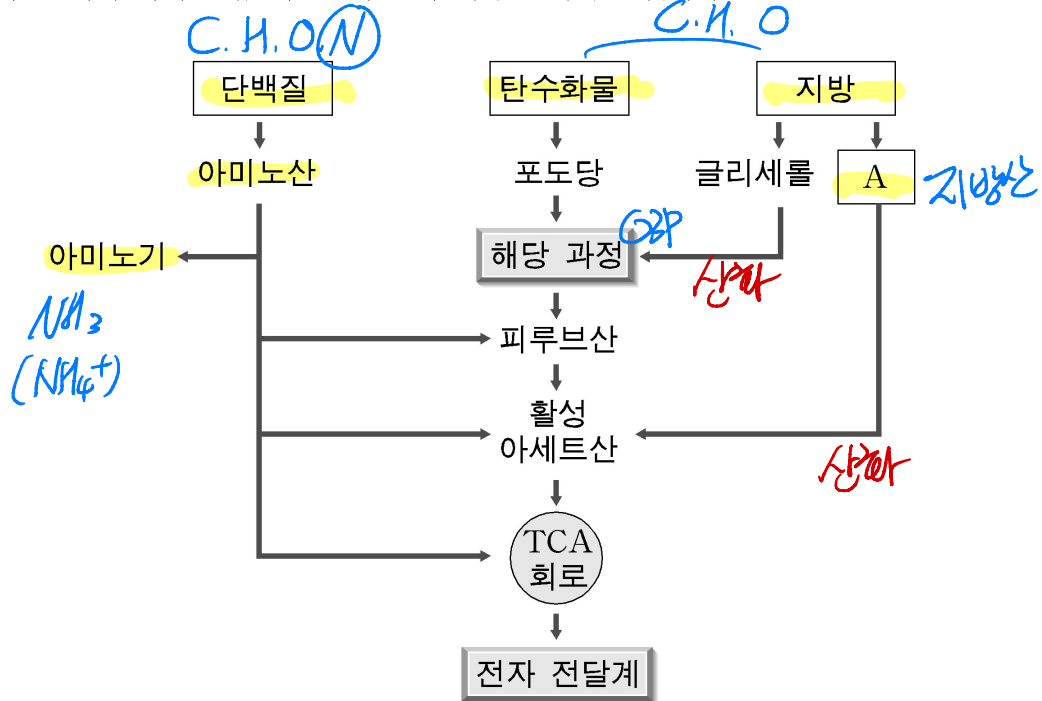 C. H. O. N
C. H. O
단백질 탄수화물 지방
아미노산 포도당 글리세롤 A 지방산
아미노기 해당 과정
산화
NH₃
(NH₄⁺)
피루브산
활성
아세트산
산화
TCA
회로
전자 전달계